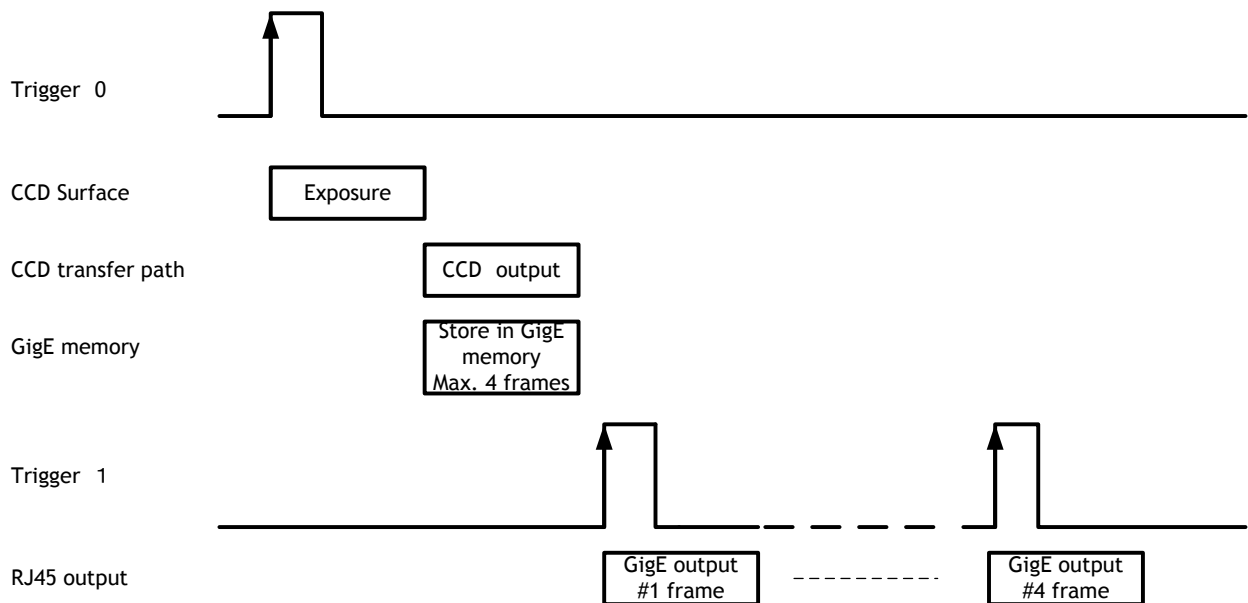 Trigger 0
CCD Surface
Exposure
CCD transfer path
CCD output
GigE memory
Store in GigE
memory
Max. 4 frames
Trigger 1
RJ45 output
GigE output
#1 frame
GigE output
#4 frame